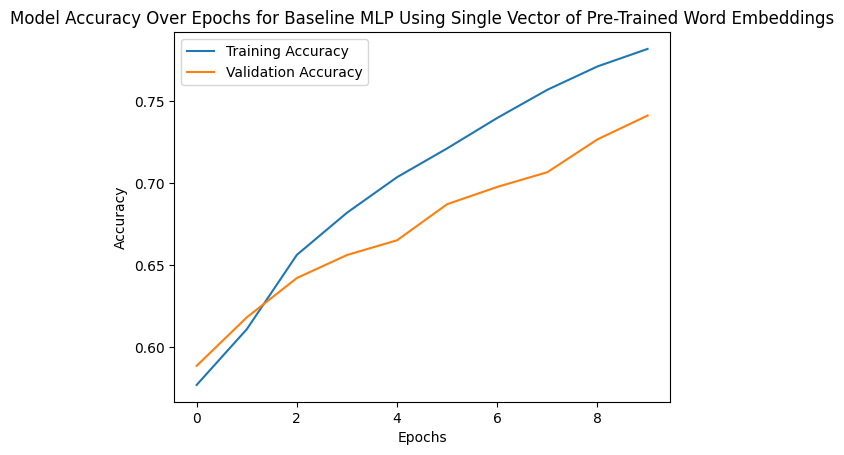 Model Accuracy Over Epochs for Baseline MLP Using Single Vector of Pre-Trained Word Embeddings
Training Accuracy
Validation Accuracy
0.75
0.70
0.65
0.60
Accuracy
0 2 4 6 8
Epochs